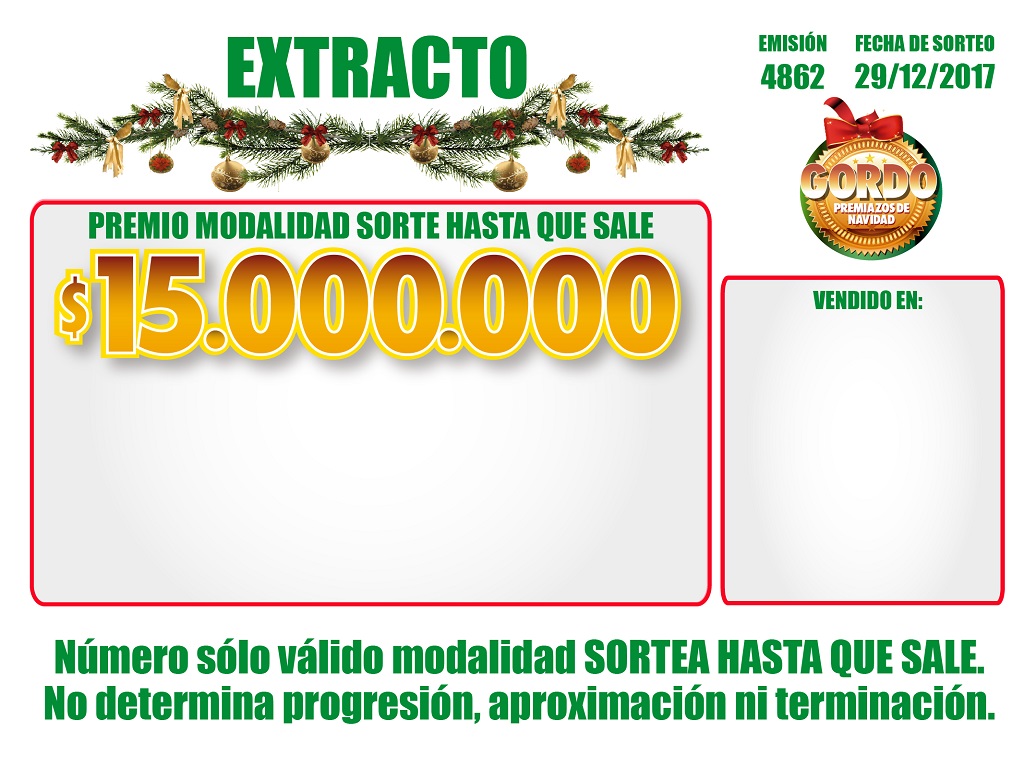 EXTRACTO
EMISIÓN
4862
FECHA DE SORTEO
29/12/2017
GORDO
PREMIAZOS DE
NAVIDAD
PREMIO MODALIDAD SORTE HASTA QUE SALE
$15.000.000
VENDIDO EN:
Número sólo válido modalidad SORTEA HASTA QUE SALE.
No determina progresión, aproximación ni terminación.